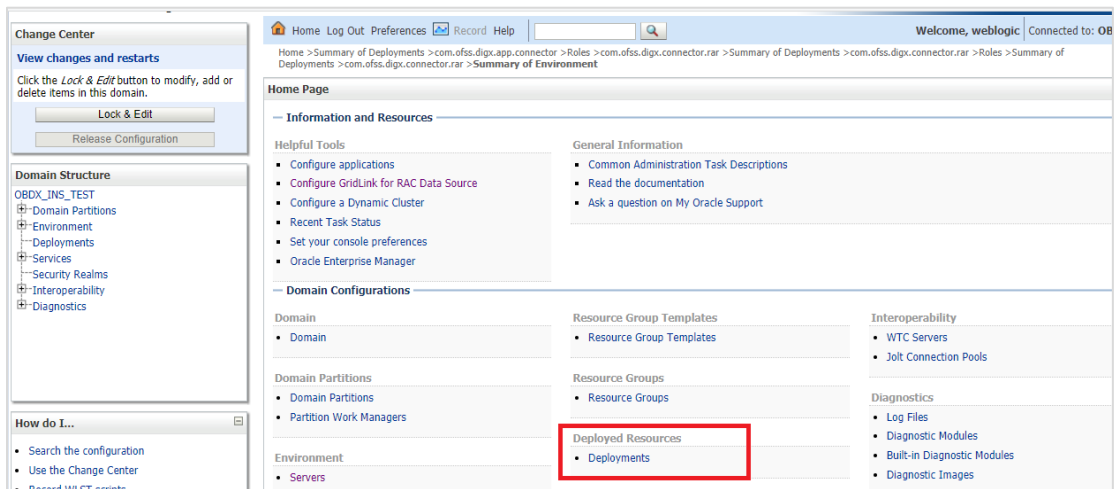 Change Center
View changes and restarts
Click the Lock & Edit button to modify, add or
delete items in this domain.
Lock & Edit
Release Configuration
Domain Structure
OBDX_INS_TEST
Domain Partitions
Environment
Deployments
Services
Security Realms
Interoperability
Diagnostics
How do I...
Search the configuration
Use the Change Center
Record WLST scripts
Home Log Out Preferences Record Help
Welcome, weblogic Connected to: OB
Home >Summary of Deployments >com.ofss.digx.app.connector >Roles >com.ofss.digx.connector.rar >Summary of Deployments >com.ofss.digx.connector.rar >Roles >Summary of
Deployments >com.ofss.digx.connector.rar >Summary of Environment
Home Page
Information and Resources
Helpful Tools
Configure applications
Configure GridLink for RAC Data Source
Configure a Dynamic Cluster
Recent Task Status
Set your console preferences
Oracle Enterprise Manager
General Information
Common Administration Task Descriptions
Read the documentation
Ask a question on My Oracle Support
Domain Configurations
Domain
Domain
Domain Partitions
Domain Partitions
Partition Work Managers
Environment
Servers
Resource Group Templates
Resource Group Templates
Resource Groups
Resource Groups
Deployed Resources
Deployments
Interoperability
WTC Servers
Jolt Connection Pools
Diagnostics
Log Files
Diagnostic Modules
Built-in Diagnostic Modules
Diagnostic Images